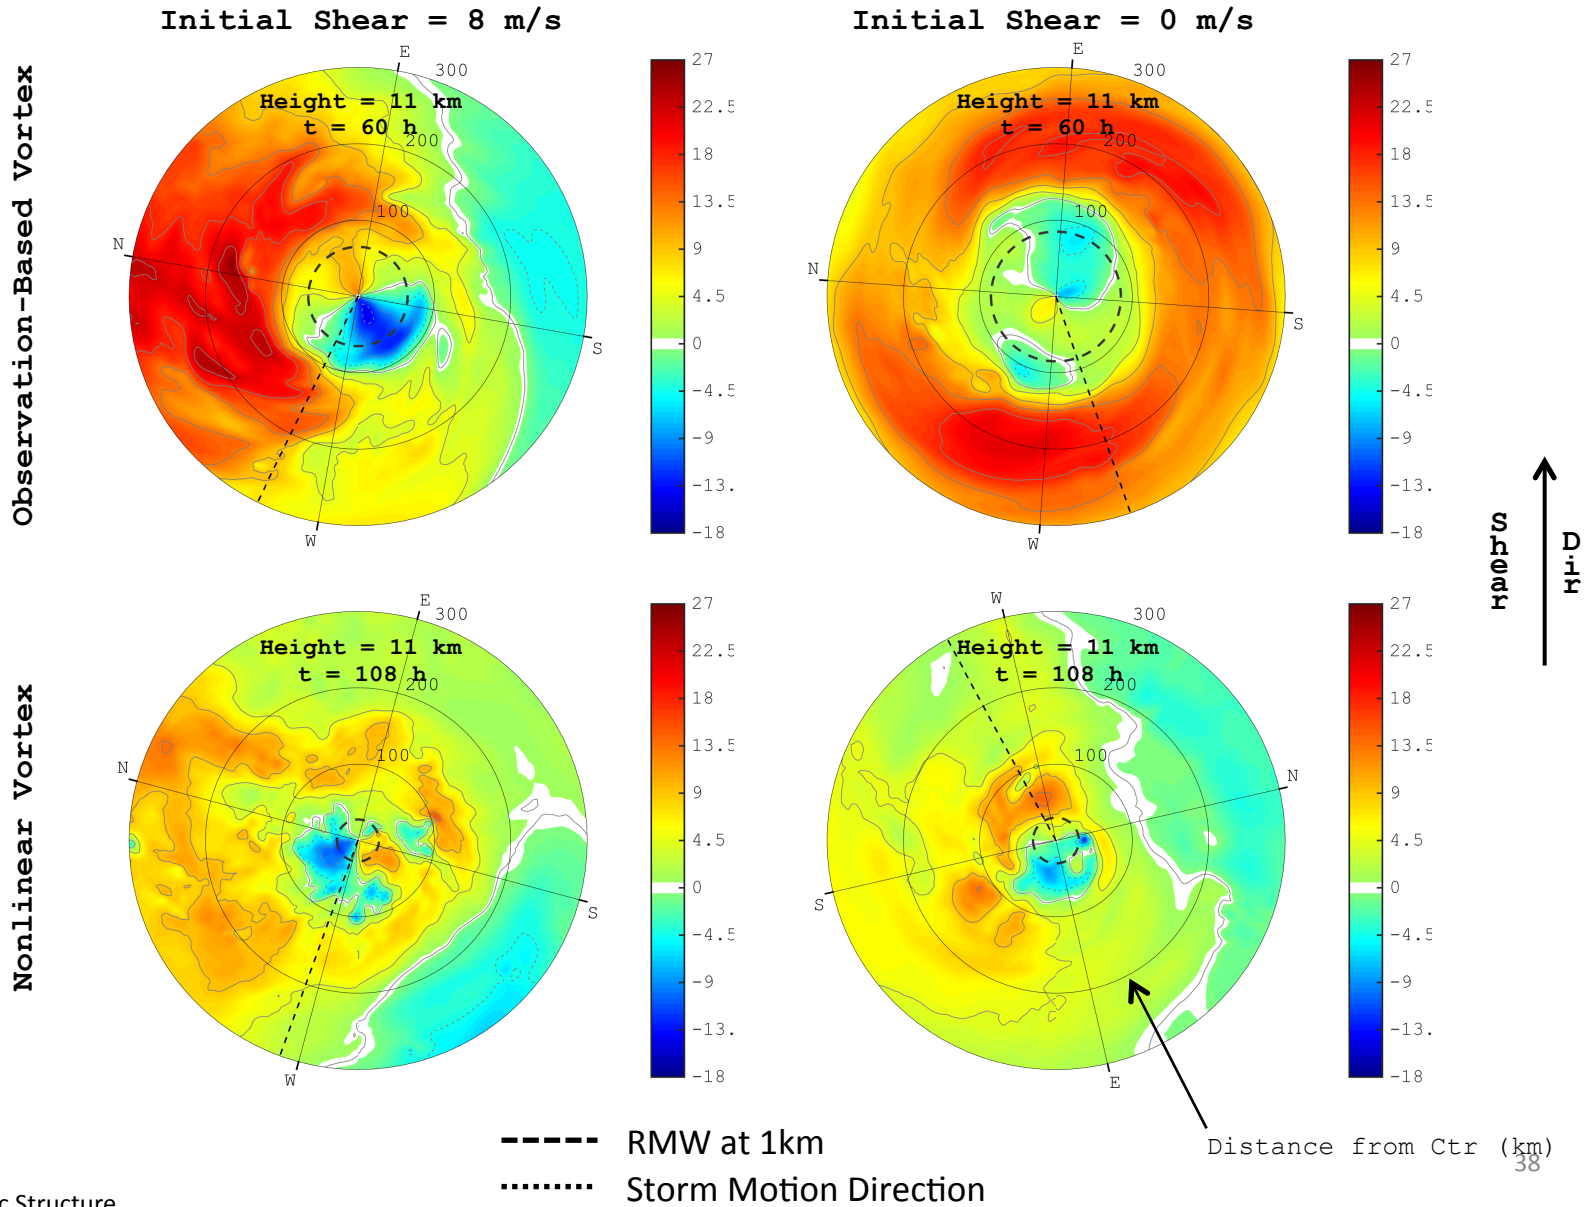 Initial Shear = 8 m/s
Initial Shear = 0 m/s
Observation-Based Vortex
E
300
Height = 11 km
t = 60 h
200
100
N
S
W
27
22.5
18
13.5
9
4.5
0
-4.5
-9
-13.
-18
E
300
Height = 11 km
t = 60 h
200
100
N
S
W
27
22.5
18
13.5
9
4.5
0
-4.5
-9
-13.
-18
Shear
Dir
Nonlinear Vortex
E
300
Height = 11 km
t = 108 h
200
100
N
S
W
27
22.5
18
13.5
9
4.5
0
-4.5
-9
-13.
-18
W
300
Height = 11 km
t = 108 h
200
100
N
S
E
27
22.5
18
13.5
9
4.5
0
-4.5
-9
-13.
-18
RMW at 1km
Distance from Ctr (km)
38
Storm Motion Direction
c Structure